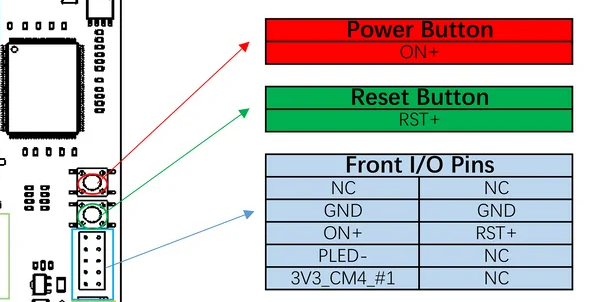 Power Button
ON+
Reset Button
RST+
Front I/O Pins
NC NC
GND GND
ON+ RST+
PLED- NC
3V3_CM4_#1 NC